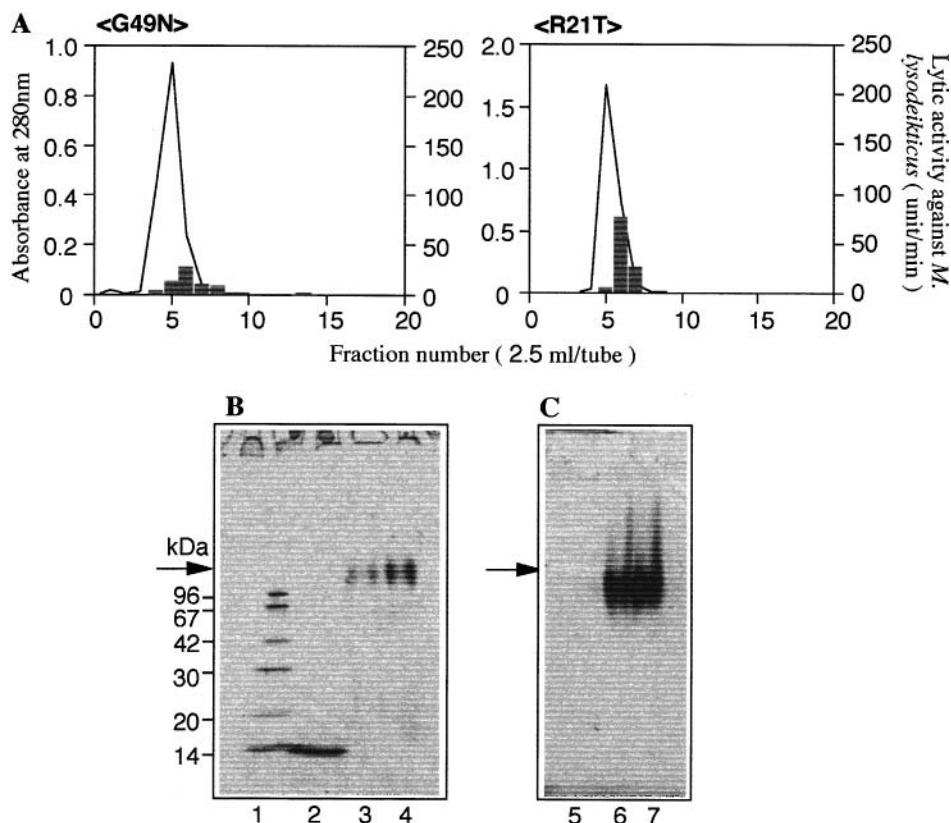 A
<G49N>
<R21T>
Absorbance at 280nm
1.0
0.8
0.6
0.4
0.2
0
250
200
150
100
50
0
0 5 10 15 20
2.0
1.5
1.0
0.5
0
250
200
150
100
50
0
0 5 10 15 20
Lytic activity against M.
lysodeikticus ( unit/min )
Fraction number ( 2.5 ml/tube )
B
C
kDa
96
67
42
30
20
14
1 2 3 4
5 6 7